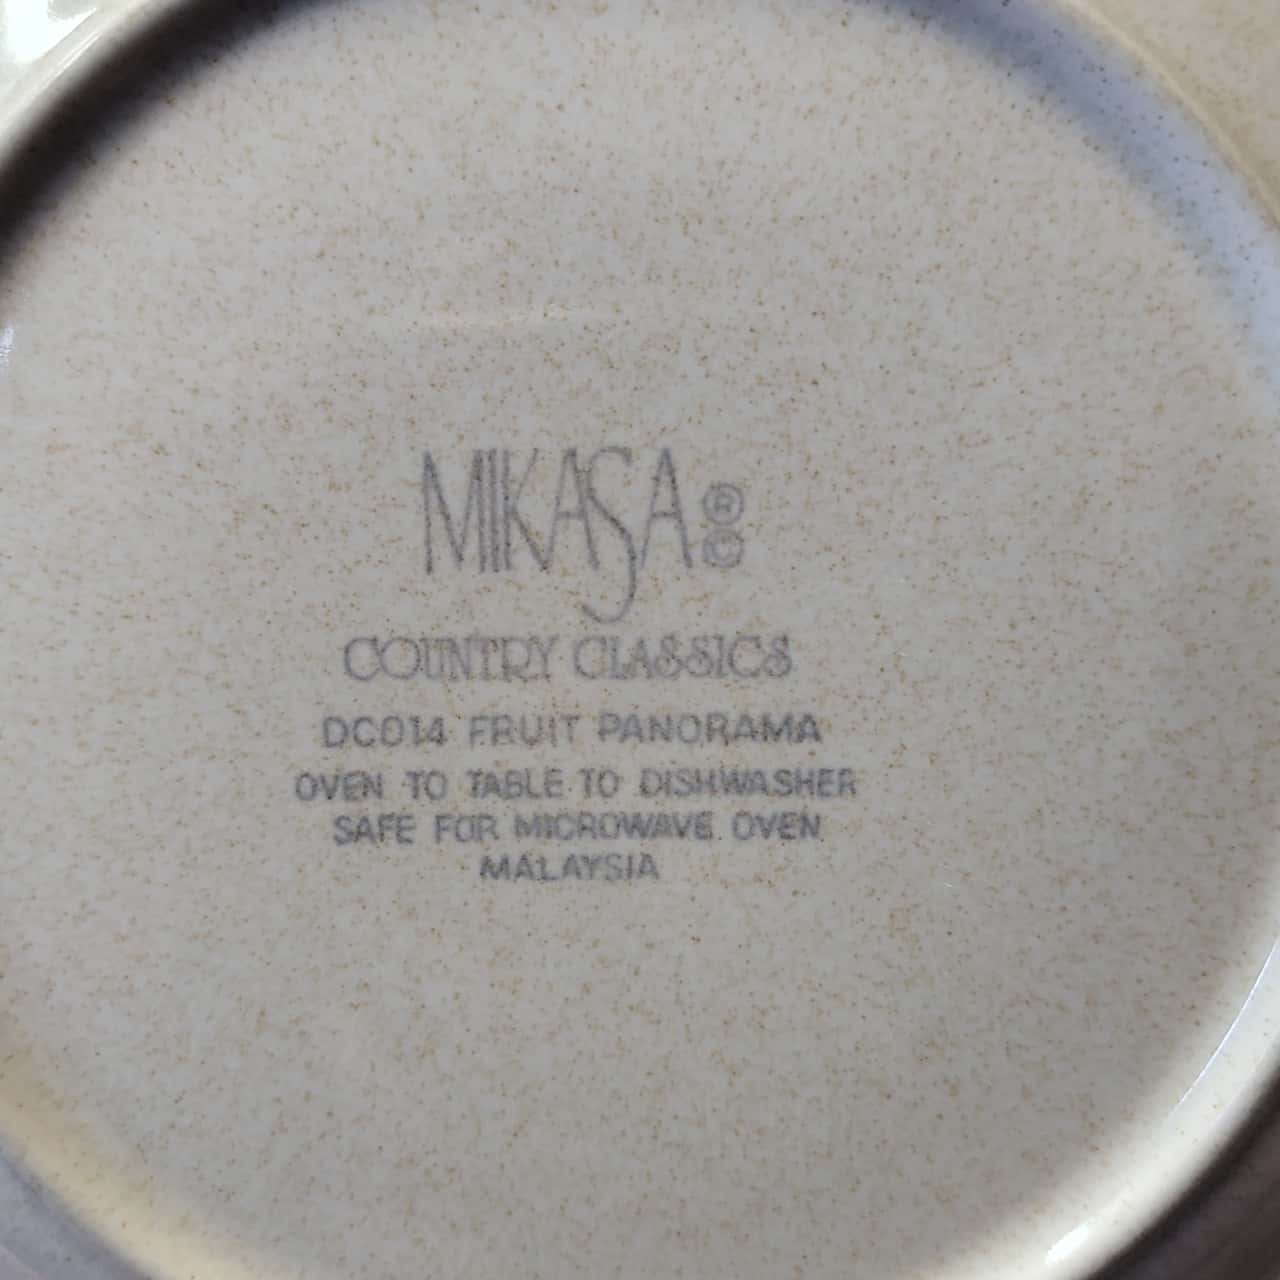 MIKASA ® ©
COUNTRY CLASSICS
DC014 FRUIT PANORAMA
OVEN TO TABLE TO DISHWASHER
SAFE FOR MICROWAVE OVEN
MALAYSIA